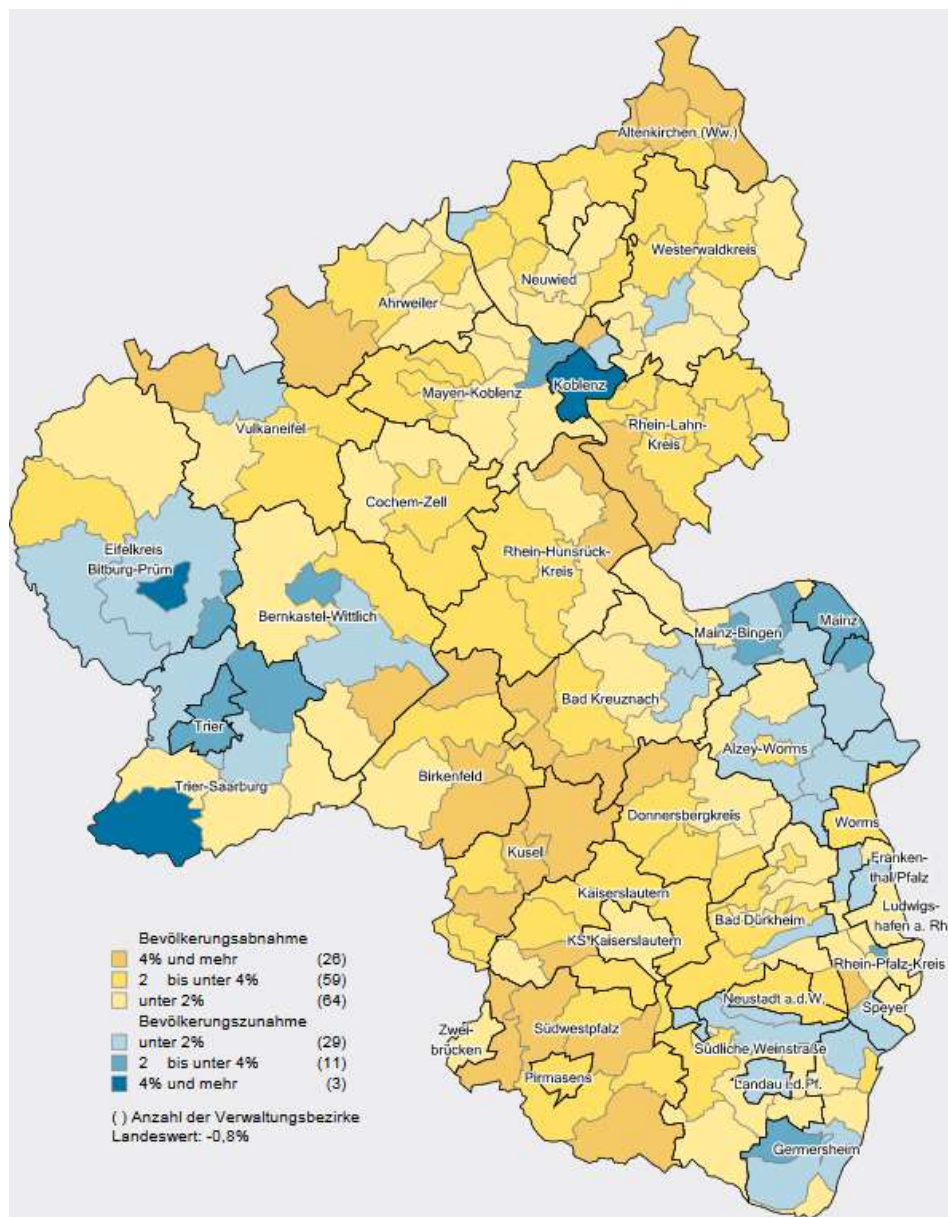 Altenkirchen (Ww.)
Westerwaldkreis
Neuwied
Ahrweiler
Koblenz
Mayen-Koblenz
Vulkaneifel
Rhein-Lahn-
Kreis
Cochem-Zell
Eifelkreis
Bitburg-Prüm
Rhein-Hunsrück-
Kreis
Bernkastel-Wittlich
Mainz-Bingen
Mainz
Bad Kreuznach
Trier
Alzey-Worms
Trier-Saarburg
Birkenfeld
Donnersbergkreis
Worms
Kusel
Franken-
thal/Pfalz
Kaiserslautern
Ludwigs-
hafen a. Rh
Bad Dürkheim
KS Kaiserslautern
Rhein-Pfalz-Kreis
Neustadt a.d.W.
Speyer
Zwei-
brücken
Südwestpfalz
Südliche Weinstraße
Pirmasens
Landau i.d.Pf.
Germersheim
Bevölkerungsabnahme
4% und mehr (26)
2 bis unter 4% (59)
unter 2% (64)
Bevölkerungszunahme
unter 2% (29)
2 bis unter 4% (11)
4% und mehr (3)
( ) Anzahl der Verwaltungsbezirke
Landeswert: -0,8%